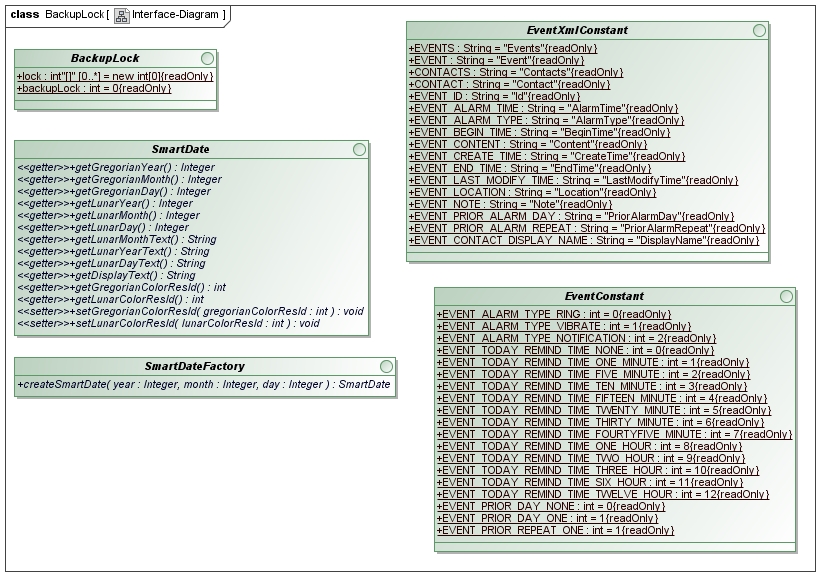 class BackupLock [ Interface-Diagram ]
BackupLock
+lock : int"[]" [0..*] = new int[0]{readOnly}
+backupLock : int = 0{readOnly}
SmartDate
<<getter>>+getGregorianYear() : Integer
<<getter>>+getGregorianMonth() : Integer
<<getter>>+getGregorianDay() : Integer
<<getter>>+getLunarYear() : Integer
<<getter>>+getLunarMonth() : Integer
<<getter>>+getLunarDay() : Integer
<<getter>>+getLunarMonthText() : String
<<getter>>+getLunarYearText() : String
<<getter>>+getLunarDayText() : String
<<getter>>+getDisplayText() : String
<<getter>>+getGregorianColorResId() : int
<<getter>>+getLunarColorResId() : int
<<setter>>+setGregorianColorResId( gregorianColorResId : int ) : void
<<setter>>+setLunarColorResId( lunarColorResId : int ) : void
SmartDateFactory
+createSmartDate( year : Integer, month : Integer, day : Integer ) : SmartDate
EventXmlConstant
+EVENTS : String = "Events"{readOnly}
+EVENT : String = "Event"{readOnly}
+CONTACTS : String = "Contacts"{readOnly}
+CONTACT : String = "Contact"{readOnly}
+EVENT_ID : String = "Id"{readOnly}
+EVENT_ALARM_TIME : String = "AlarmTime"{readOnly}
+EVENT_ALARM_TYPE : String = "AlarmType"{readOnly}
+EVENT_BEGIN_TIME : String = "BeginTime"{readOnly}
+EVENT_CONTENT : String = "Content"{readOnly}
+EVENT_CREATE_TIME : String = "CreateTime"{readOnly}
+EVENT_END_TIME : String = "EndTime"{readOnly}
+EVENT_LAST_MODIFY_TIME : String = "LastModifyTime"{readOnly}
+EVENT_LOCATION : String = "Location"{readOnly}
+EVENT_NOTE : String = "Note"{readOnly}
+EVENT_PRIOR_ALARM_DAY : String = "PriorAlarmDay"{readOnly}
+EVENT_PRIOR_ALARM_REPEAT : String = "PriorAlarmRepeat"{readOnly}
+EVENT_CONTACT_DISPLAY_NAME : String = "DisplayName"{readOnly}
EventConstant
+EVENT_ALARM_TYPE_RING : int = 0{readOnly}
+EVENT_ALARM_TYPE_VIBRATE : int = 1{readOnly}
+EVENT_ALARM_TYPE_NOTIFICATION : int = 2{readOnly}
+EVENT_TODAY_REMIND_TIME_NONE : int = 0{readOnly}
+EVENT_TODAY_REMIND_TIME_ONE_MINUTE : int = 1{readOnly}
+EVENT_TODAY_REMIND_TIME_FIVE_MINUTE : int = 2{readOnly}
+EVENT_TODAY_REMIND_TIME_TEN_MINUTE : int = 3{readOnly}
+EVENT_TODAY_REMIND_TIME_FIFTEEN_MINUTE : int = 4{readOnly}
+EVENT_TODAY_REMIND_TIME_TWENTY_MINUTE : int = 5{readOnly}
+EVENT_TODAY_REMIND_TIME_THIRTY_MINUTE : int = 6{readOnly}
+EVENT_TODAY_REMIND_TIME_FOURTYFIVE_MINUTE : int = 7{readOnly}
+EVENT_TODAY_REMIND_TIME_ONE_HOUR : int = 8{readOnly}
+EVENT_TODAY_REMIND_TIME_TWO_HOUR : int = 9{readOnly}
+EVENT_TODAY_REMIND_TIME_THREE_HOUR : int = 10{readOnly}
+EVENT_TODAY_REMIND_TIME_SIX_HOUR : int = 11{readOnly}
+EVENT_TODAY_REMIND_TIME_TWELVE_HOUR : int = 12{readOnly}
+EVENT_PRIOR_DAY_NONE : int = 0{readOnly}
+EVENT_PRIOR_DAY_ONE : int = 1{readOnly}
+EVENT_PRIOR_REPEAT_ONE : int = 1{readOnly}